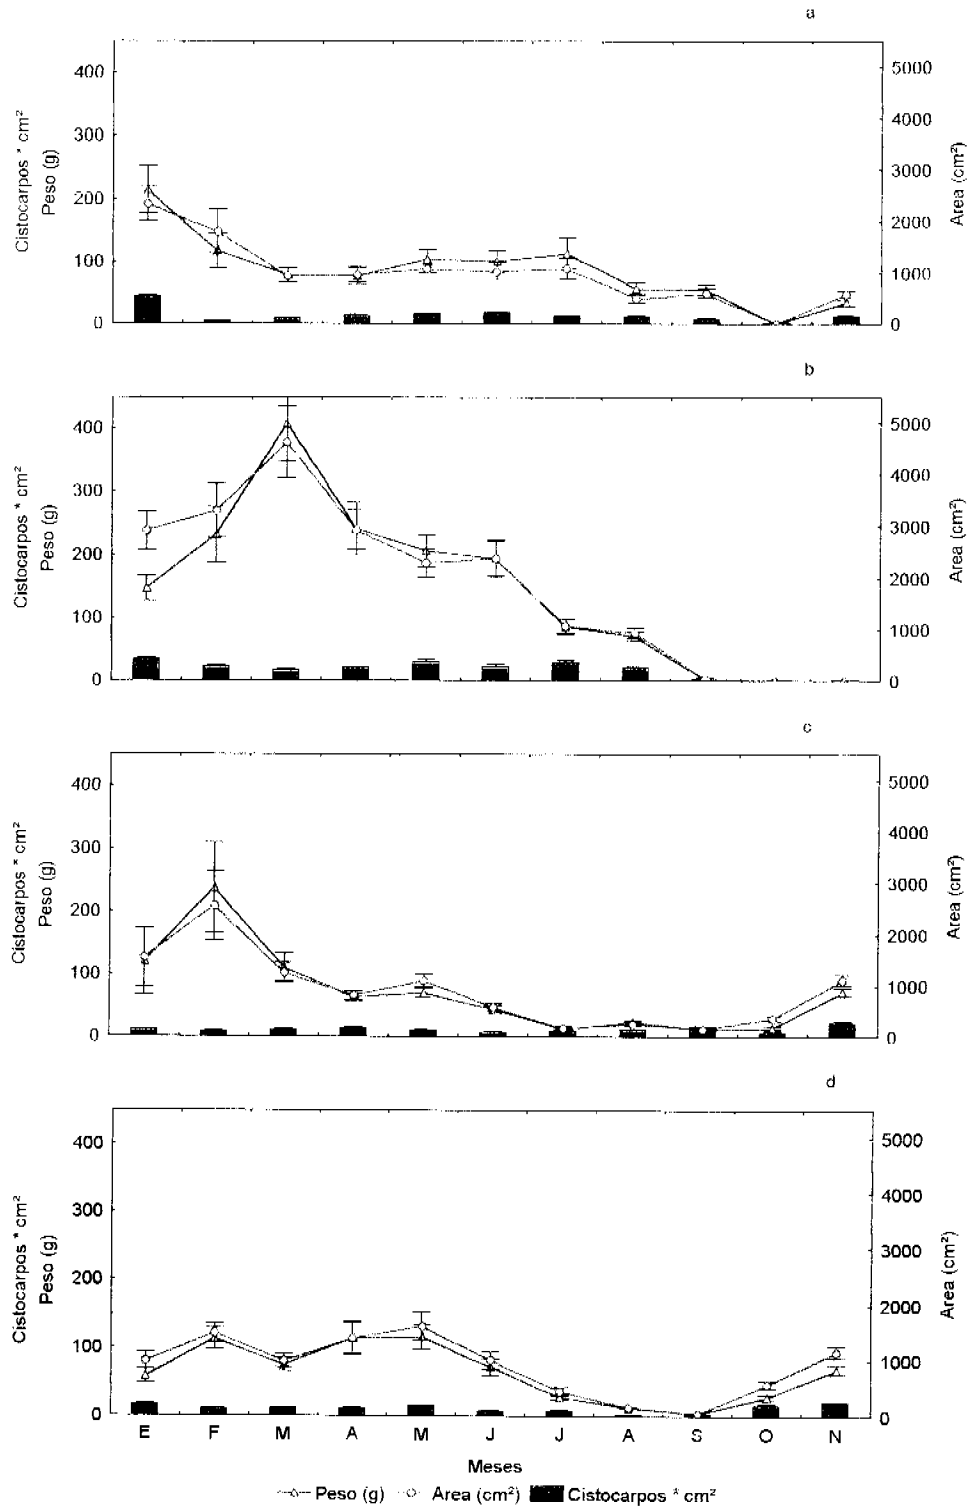 a
400
300
200
100
0
Cistocarpos * cm²
Peso (g)
5000
4000
3000
2000
1000
0
Area (cm²)
b
400
300
200
100
0
Cistocarpos * cm²
Peso (g)
5000
4000
3000
2000
1000
0
Area (cm²)
c
400
300
200
100
0
Cistocarpos * cm²
Peso (g)
5000
4000
3000
2000
1000
0
Area (cm²)
d
400
300
200
100
0
Cistocarpos * cm²
Peso (g)
5000
4000
3000
2000
1000
0
Area (cm²)
E F M A M J J A S O N
Meses
Peso (g) Area (cm²) Cistocarpos * cm²